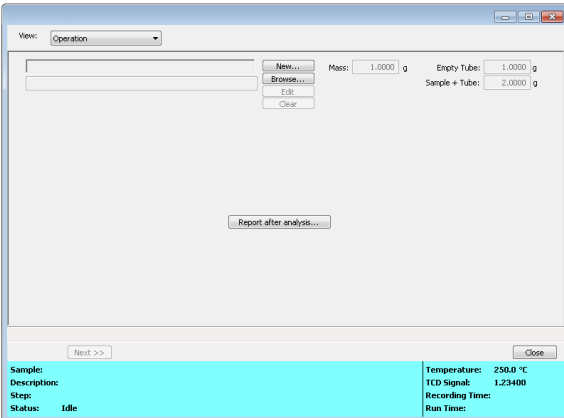 View: Operation
New... Mass: 1.0000 g Empty Tube: 1.0000 g
Browse... Sample + Tube: 2.0000 g
Edit
Clear
Report after analysis...
Next >> Close
Sample: Temperature: 250.0 °C
Description: TCD Signal: 1.23400
Step: Recording Time:
Status: Idle Run Time: